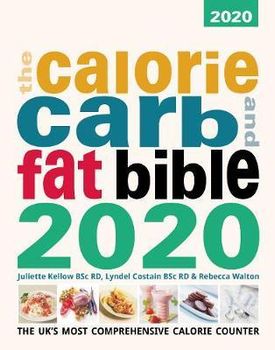 2020
the calorie
carb and
fat bible
2020
Juliette Kellow BSc RD, Lyndel Costain BSc RD & Rebecca Walton
THE UK'S MOST COMPREHENSIVE CALORIE COUNTER